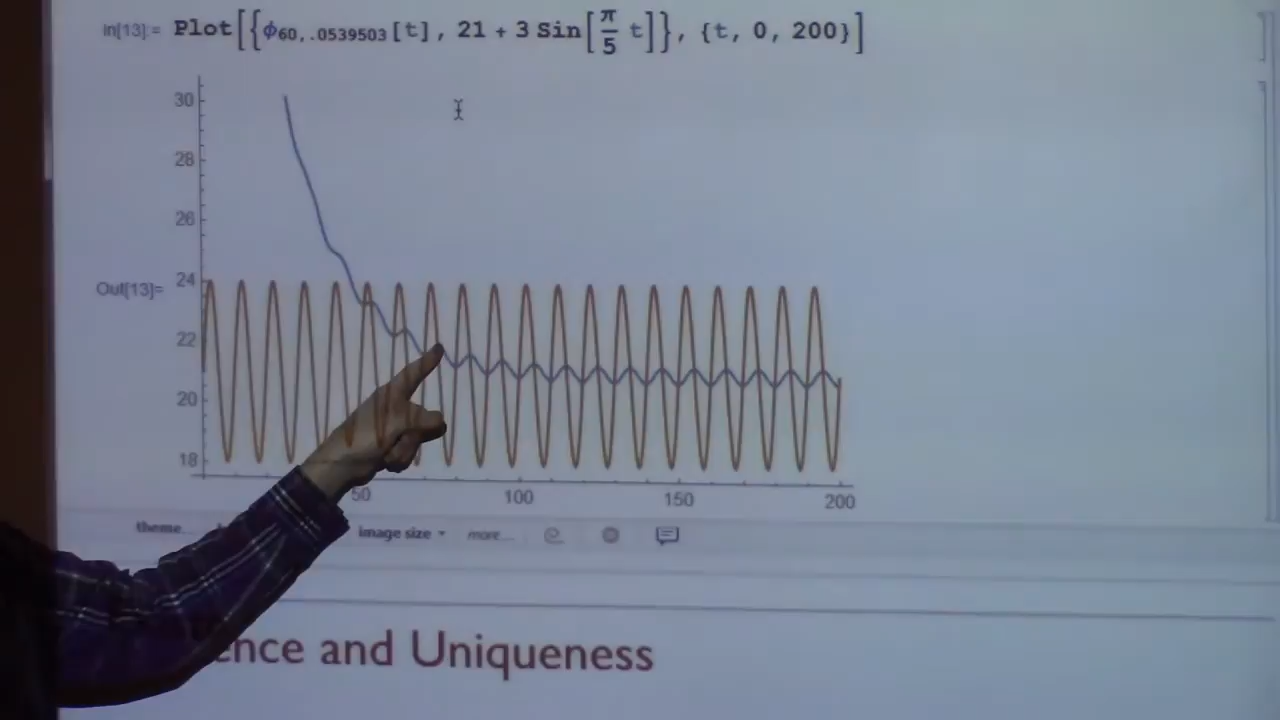 In[13]:= Plot[{ϕ60,.0539503[t], 21 + 3 Sin[π/5 t]}, {t, 0, 200}]
30
28
26
Out[13]= 24
22
20
18
50 100 150 200
theme... image size more...
ence and Uniqueness